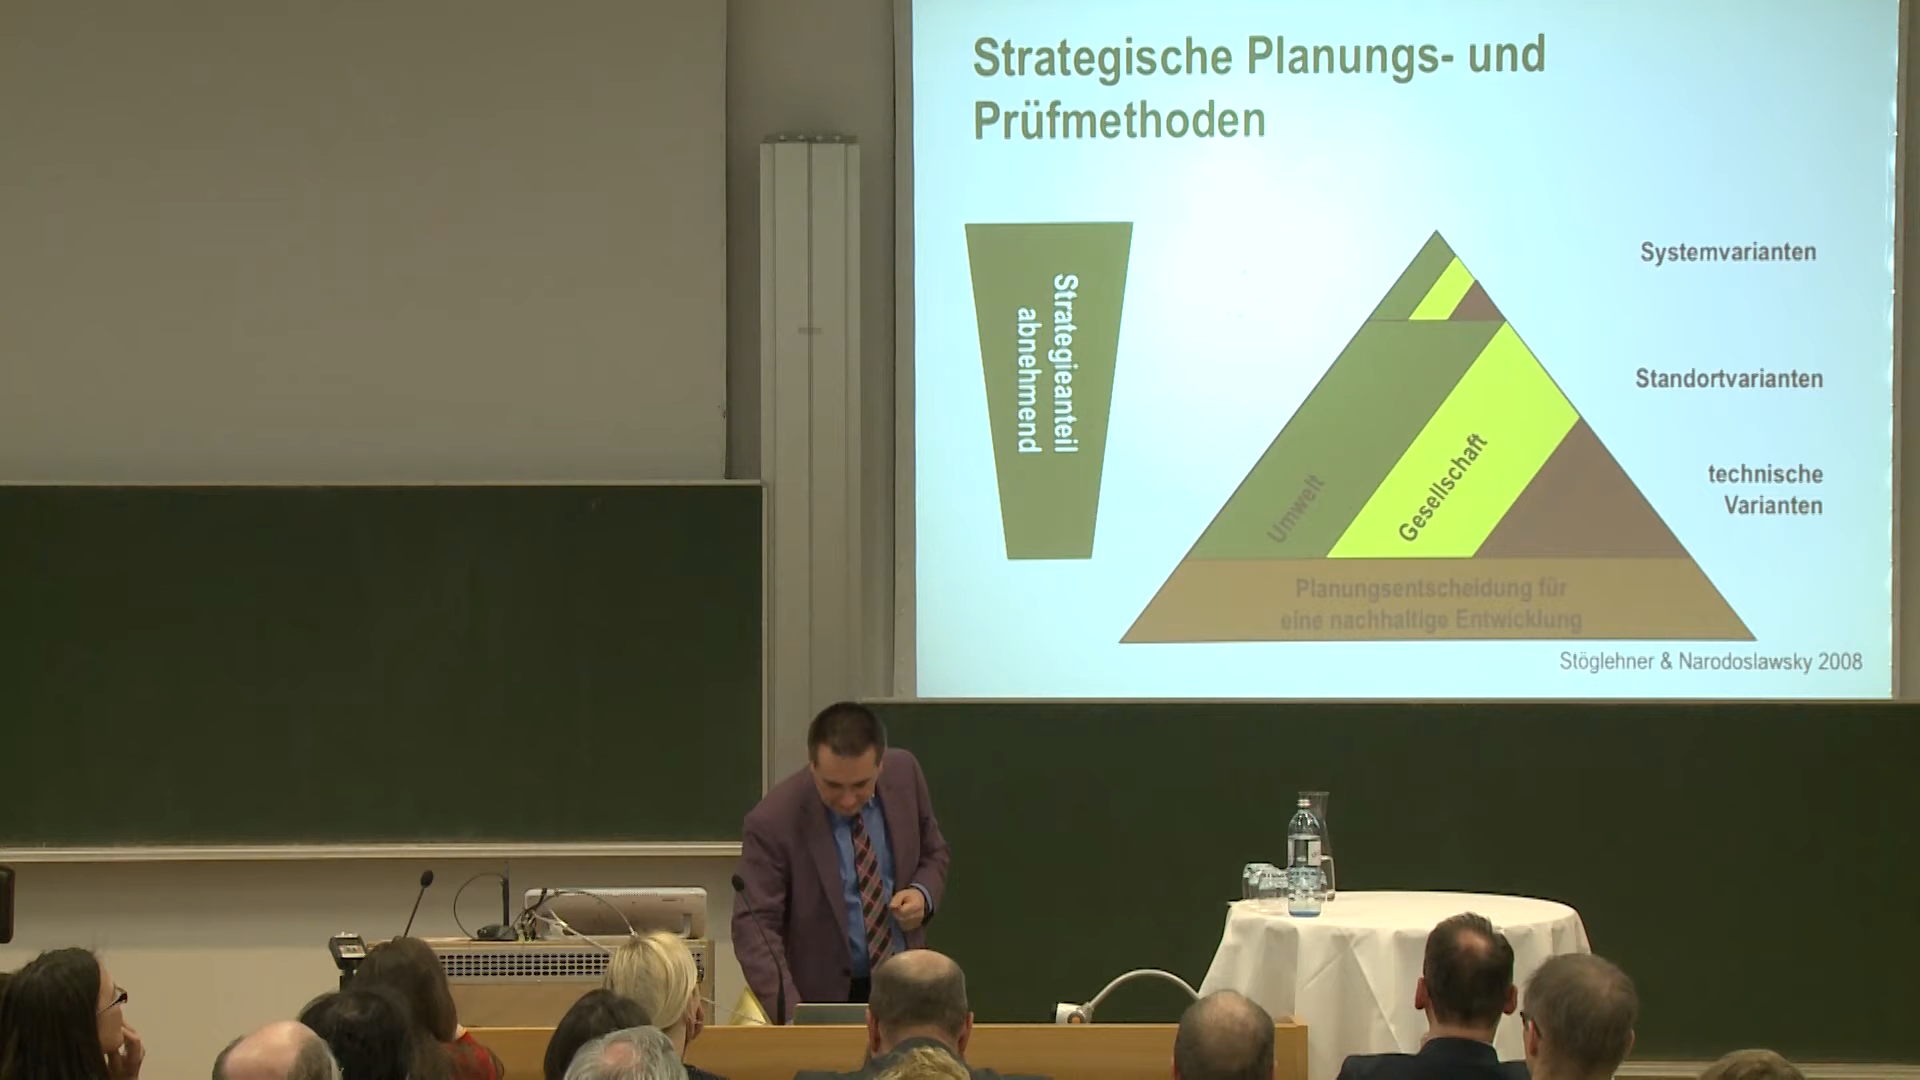 Strategische Planungs- und
Prüfmethoden
Strategieanteil
abnehmend
Systemvarianten
Standortvarianten
technische
Varianten
Umwelt
Gesellschaft
Planungsentscheidung für
eine nachhaltige Entwicklung
Stöglehner & Narodoslawsky 2008